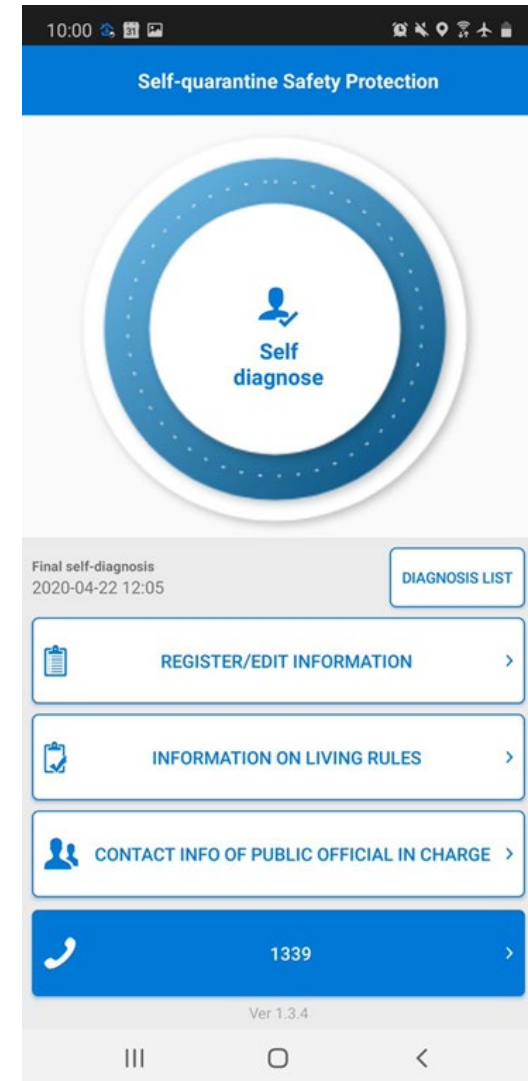 10:00
31
Self-quarantine Safety Protection
Self
diagnose
Final self-diagnosis
2020-04-22 12:05
DIAGNOSIS LIST
REGISTER/EDIT INFORMATION
INFORMATION ON LIVING RULES
CONTACT INFO OF PUBLIC OFFICIAL IN CHARGE
1339
Ver 1.3.4